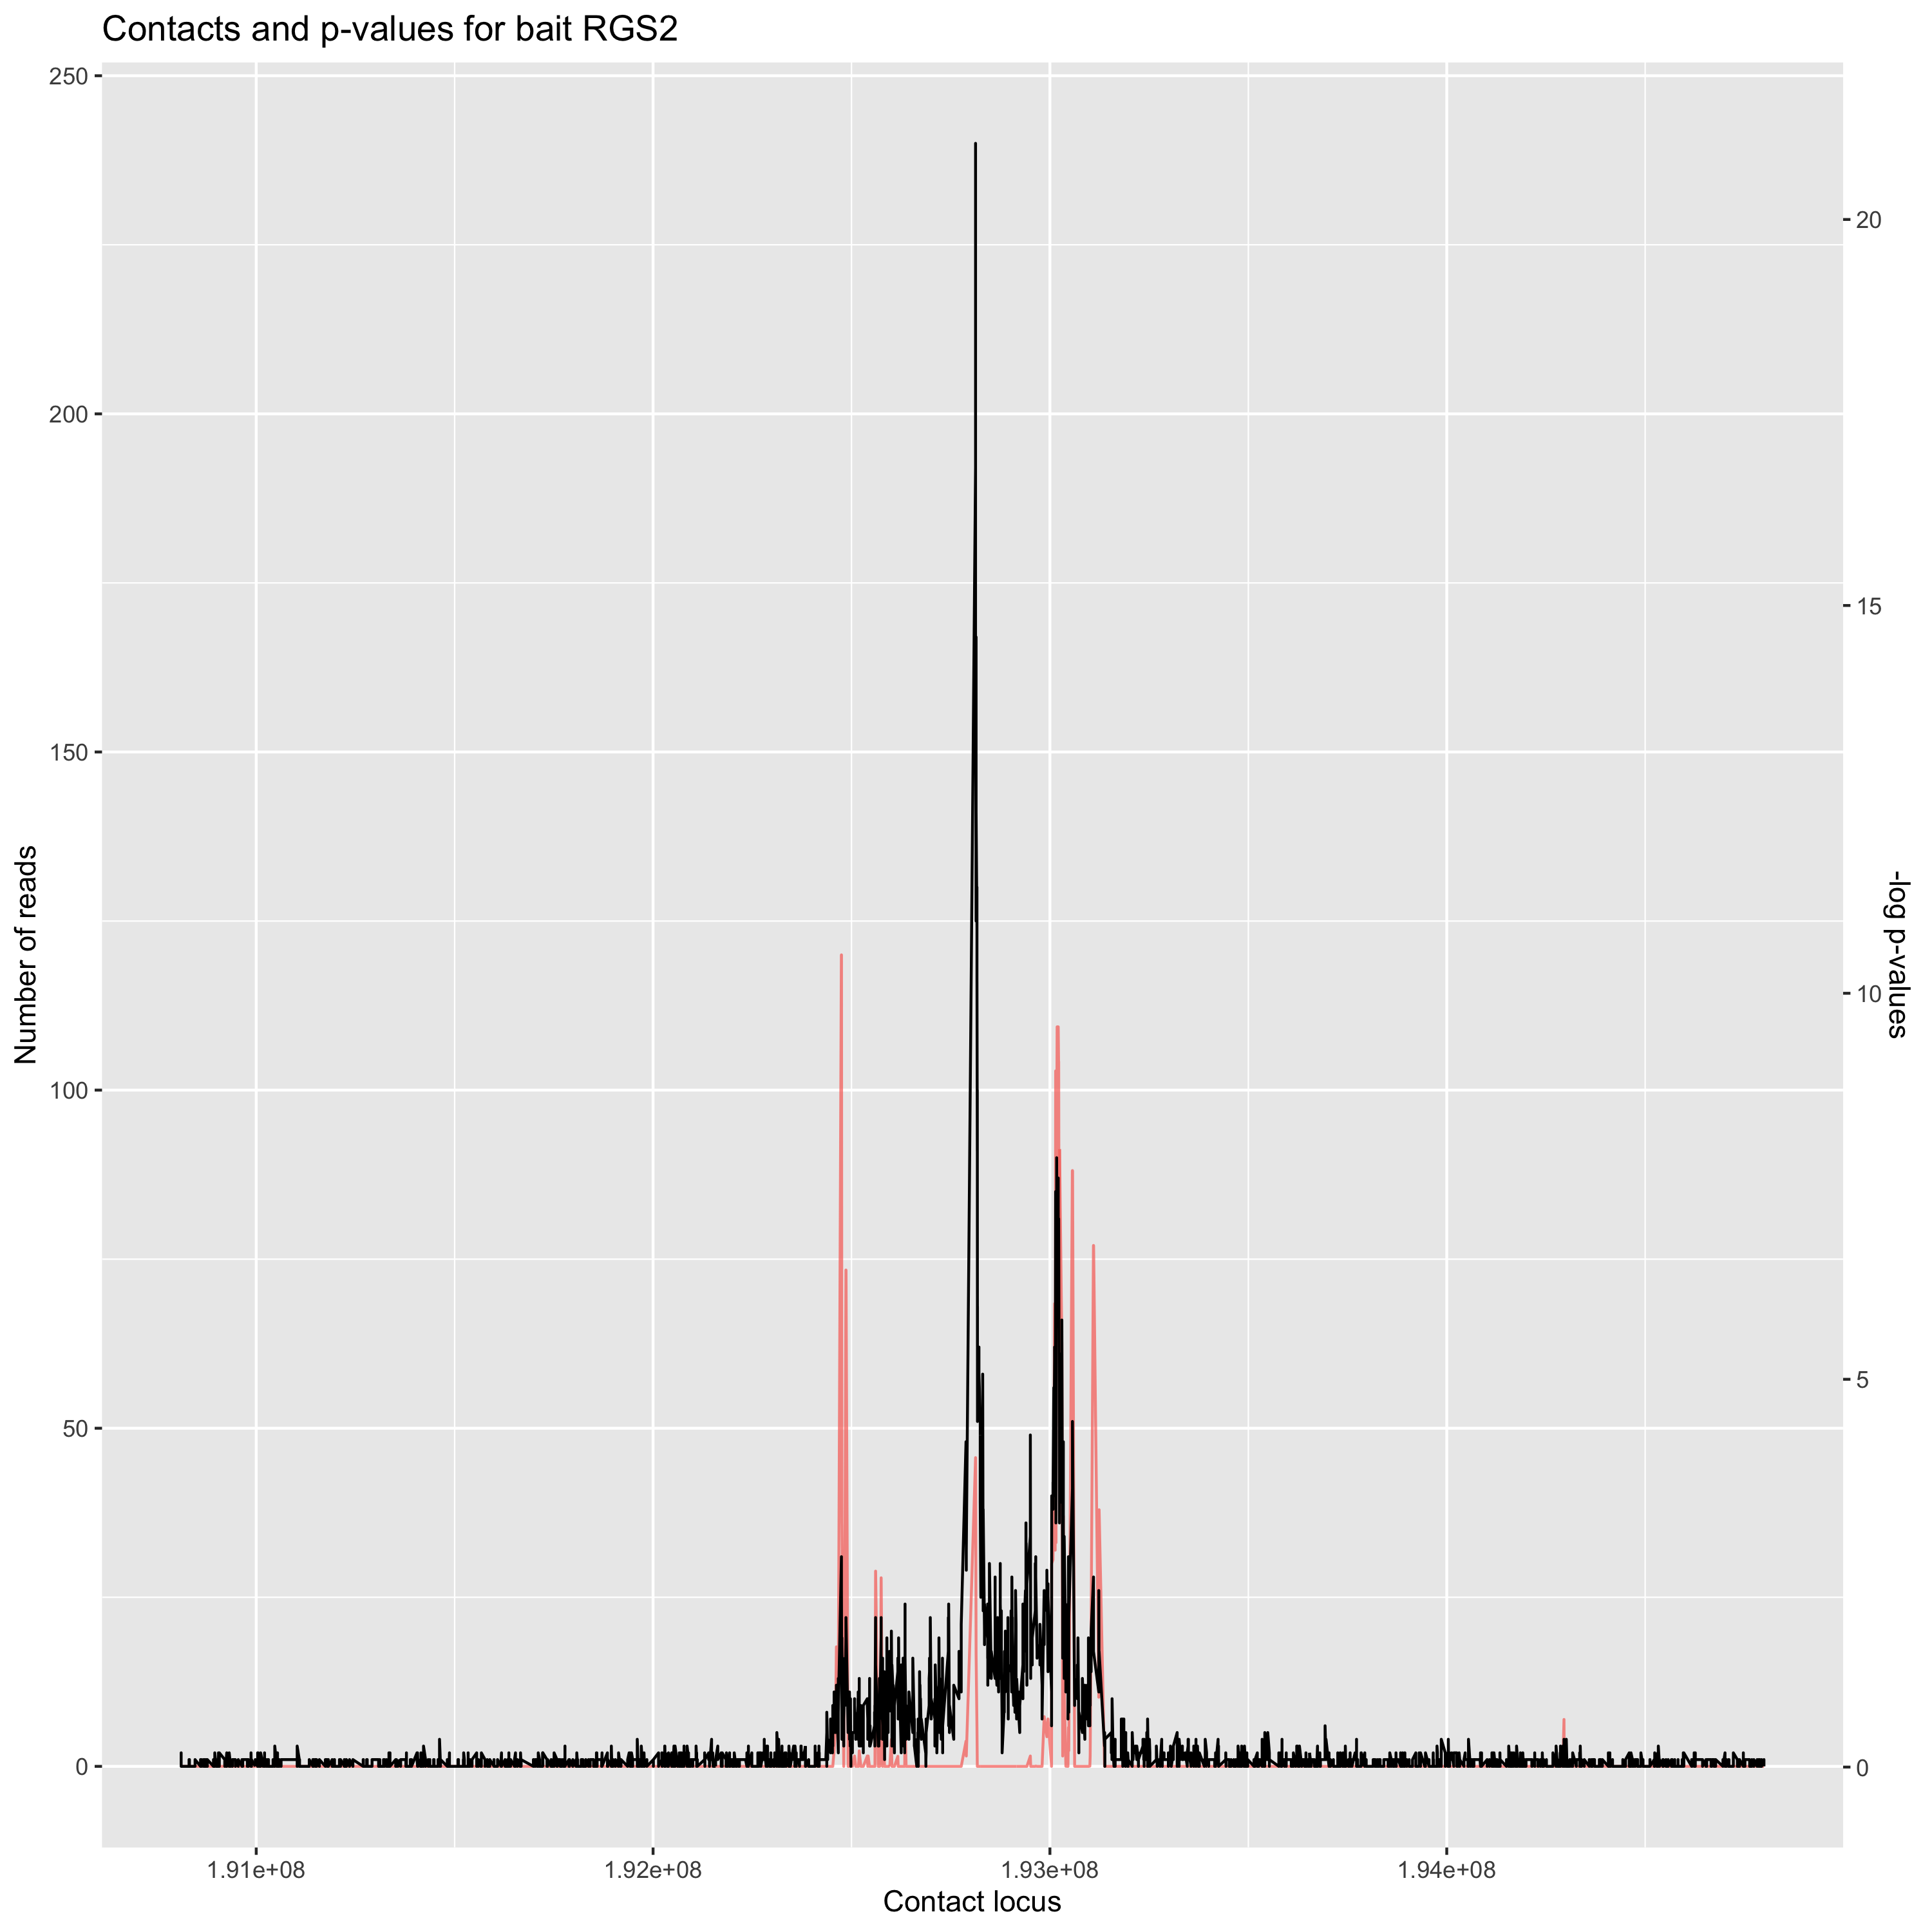 Contacts and p-values for bait RGS2
250
200
150
100
50
0
Number of reads
20
15
10
5
0
-log p-values
1.91e+08
1.92e+08
1.93e+08
1.94e+08
Contact locus